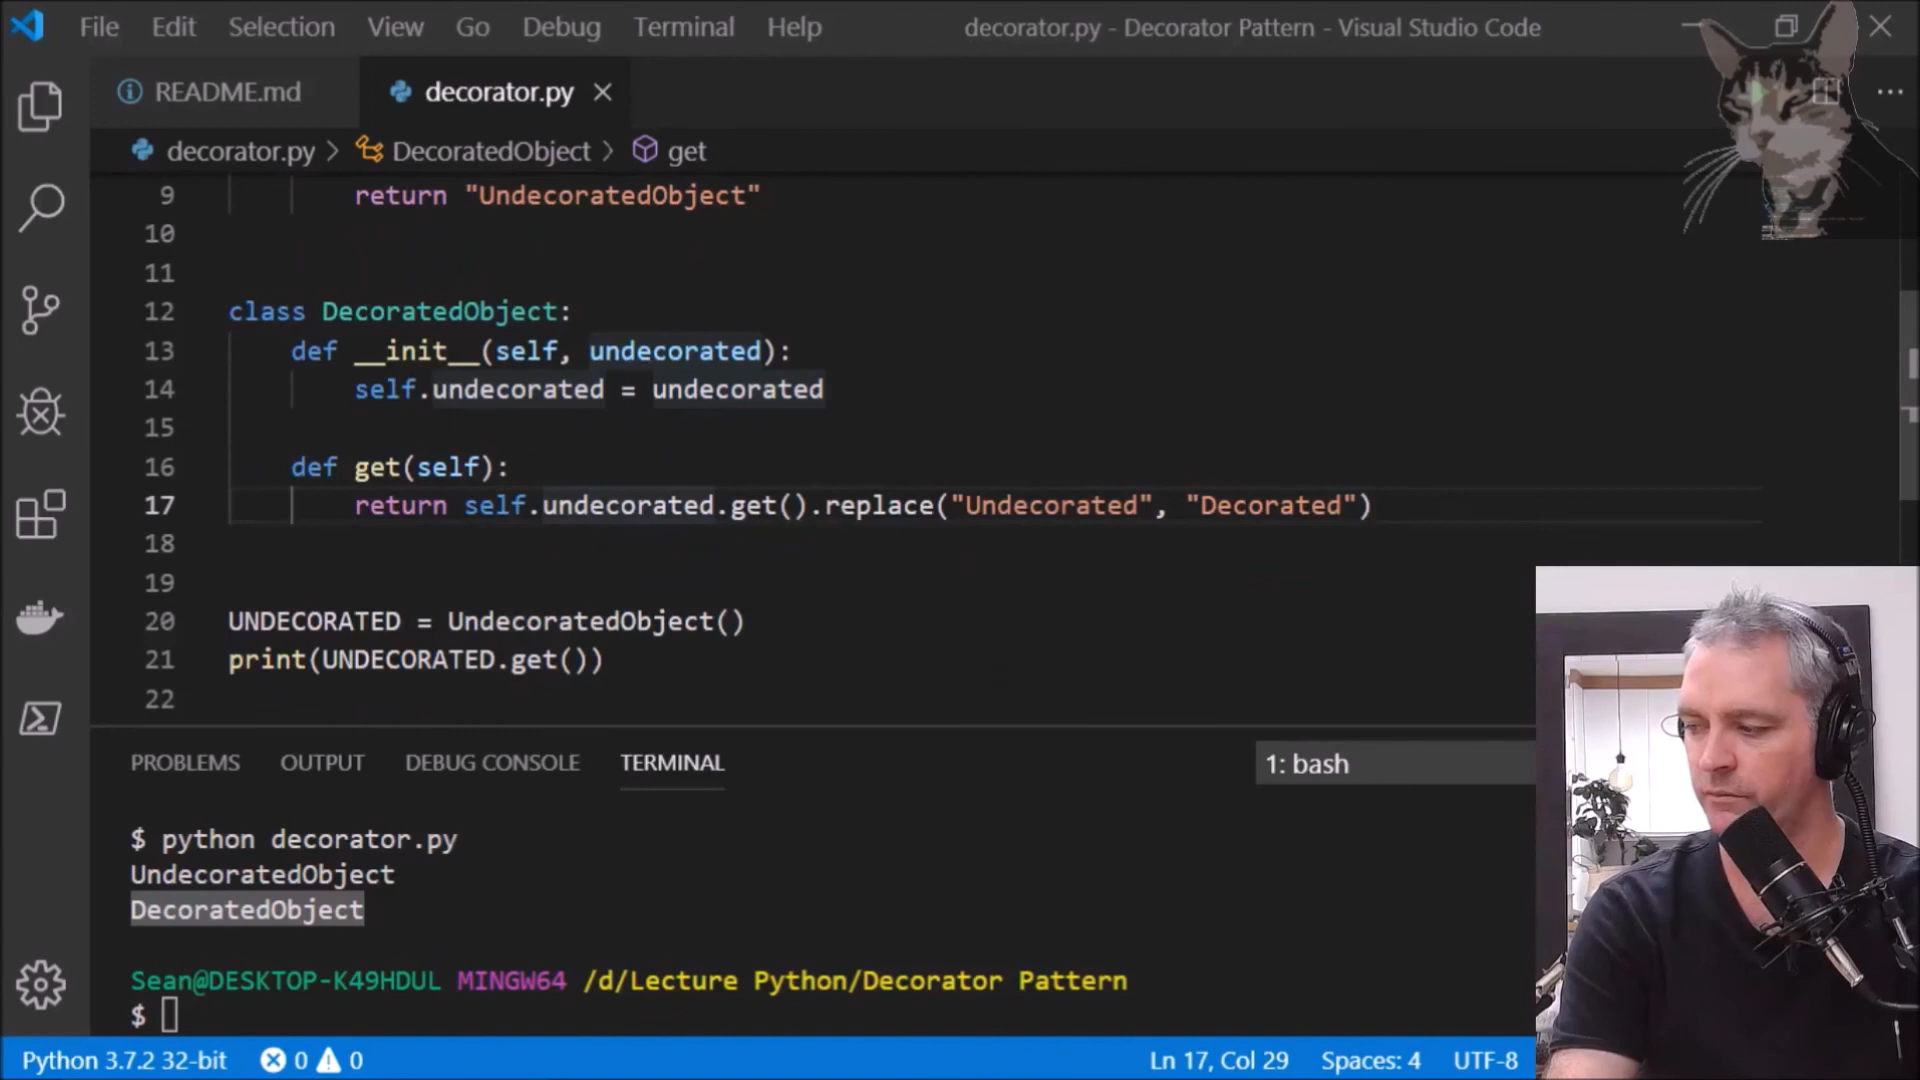 File Edit Selection View Go Debug Terminal Help decorator.py - Decorator Pattern - Visual Studio Code
README.md decorator.py
decorator.py > DecoratedObject > get
9 return "UndecoratedObject"
10
11
12 class DecoratedObject:
13 def __init__(self, undecorated):
14 self.undecorated = undecorated
15
16 def get(self):
17 return self.undecorated.get().replace("Undecorated", "Decorated")
18
19
20 UNDECORATED = UndecoratedObject()
21 print(UNDECORATED.get())
22
PROBLEMS OUTPUT DEBUG CONSOLE TERMINAL 1: bash
$ python decorator.py
UndecoratedObject
DecoratedObject
Sean@DESKTOP-K49HDUL MINGW64 /d/Lecture Python/Decorator Pattern
$
Python 3.7.2 32-bit 0 0 Ln 17, Col 29 Spaces: 4 UTF-8